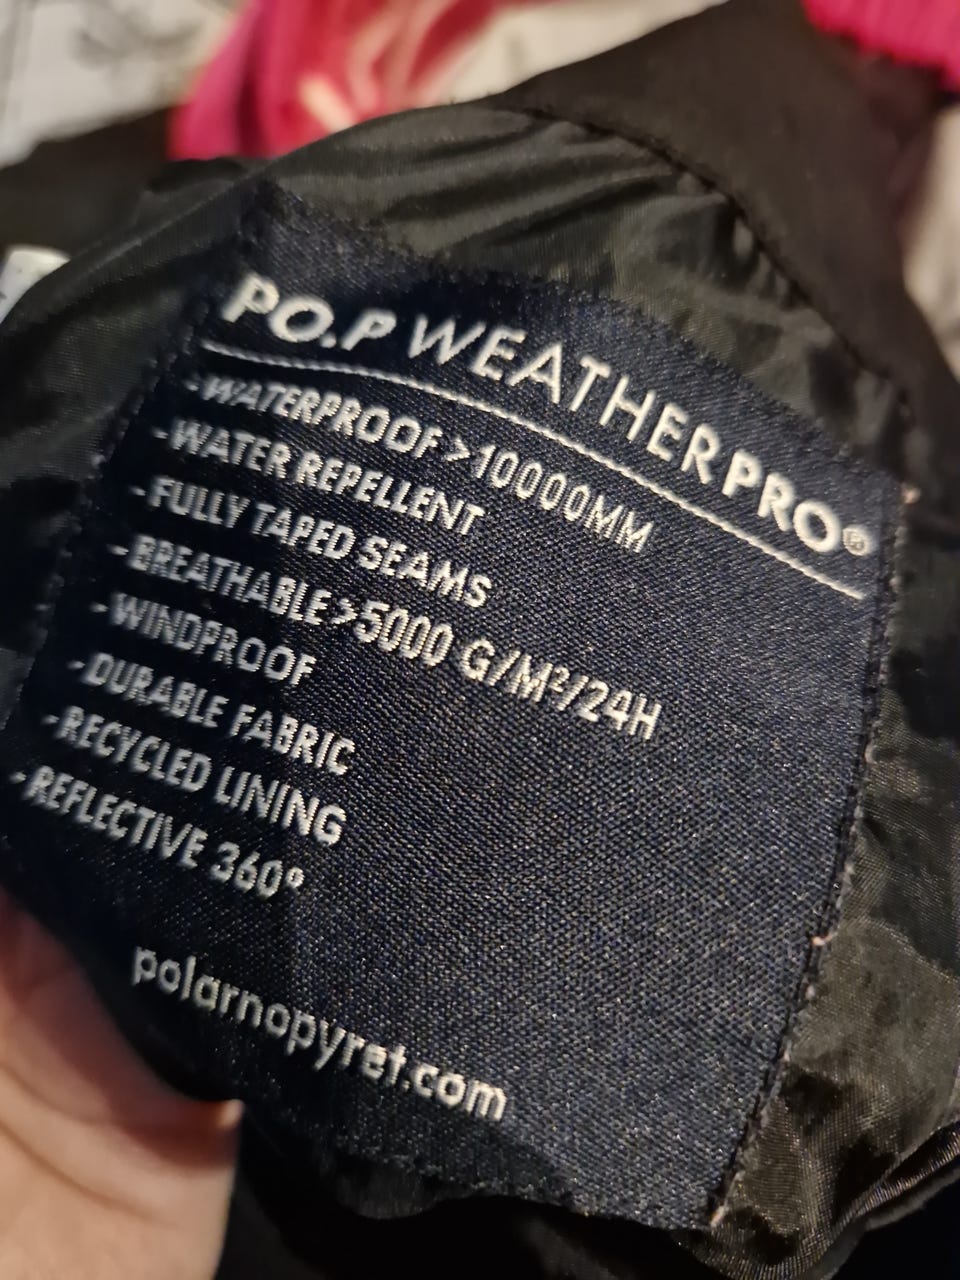 PO.P WEATHERPRO®
-WATERPROOF >10000MM
-WATER REPELLENT
-FULLY TAPED SEAMS
-BREATHABLE >5000 G/M²/24H
-WINDPROOF
-DURABLE FABRIC
-RECYCLED LINING
-REFLECTIVE 360°
polarnopyret.com